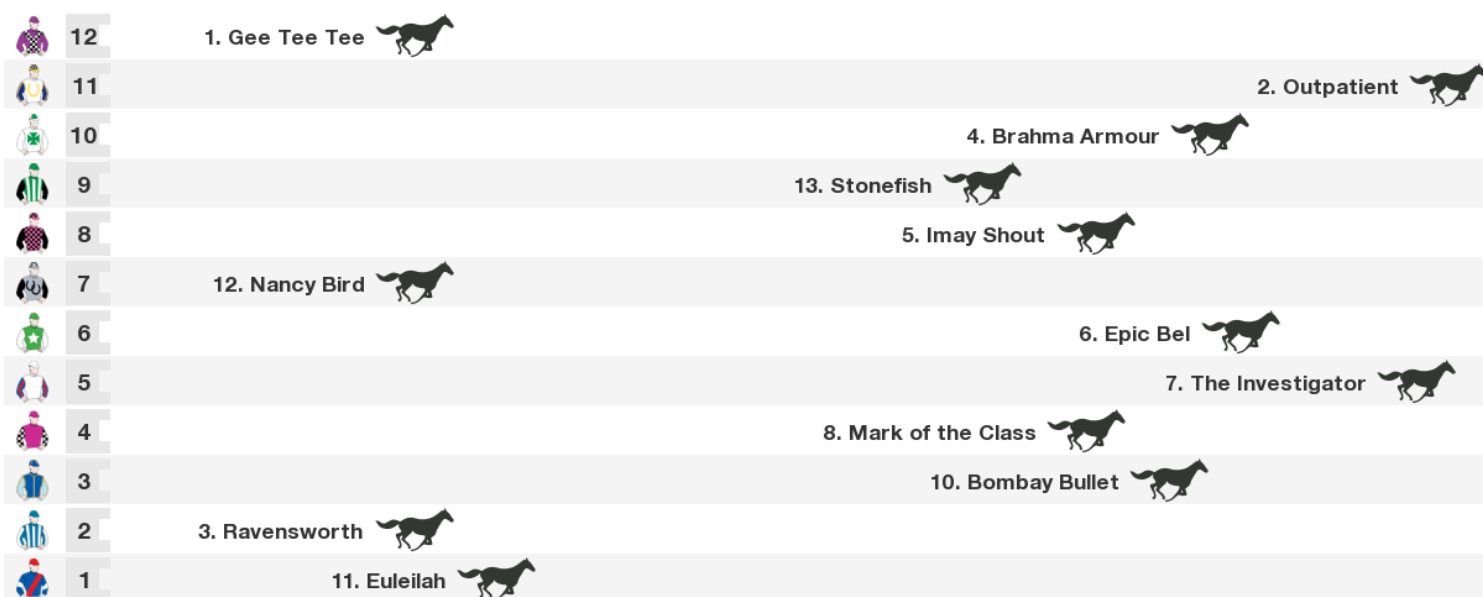 12 1. Gee Tee Tee
11 2. Outpatient
10 4. Brahma Armour
9 13. Stonefish
8 5. Imay Shout
7 12. Nancy Bird
6 6. Epic Bel
5 7. The Investigator
4 8. Mark of the Class
3 10. Bombay Bullet
2 3. Ravensworth
1 11. Euleilah